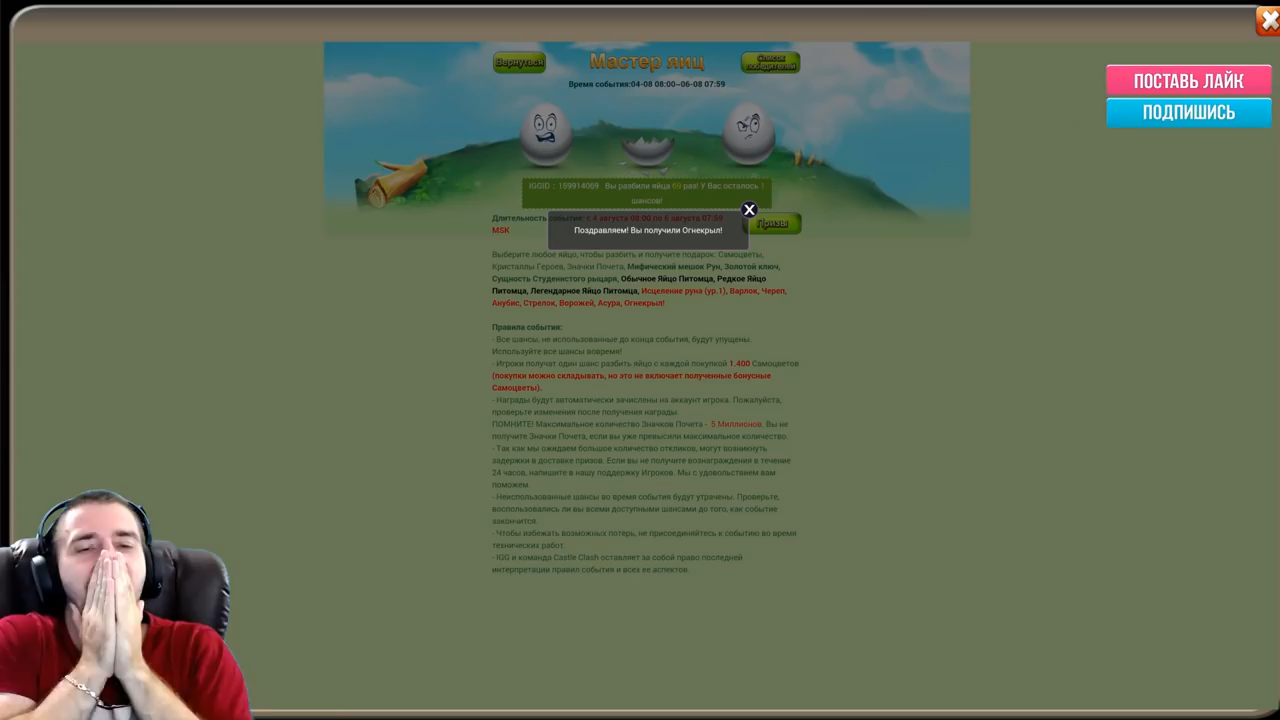 ПОСТАВЬ ЛАЙК
ПОДПИШИСЬ
Вернуться
Мастер яиц
Список
победителей
Время события:04-08 08:00~06-08 07:59
IGGID : 159914069 Вы разбили яйца 69 раз! У Вас осталось 1
шансов!
Длительность события: с 4 августа 08:00 по 6 августа 07:59
MSK
Призы
Поздравляем! Вы получили Огнекрыл!
Выберите любое яйцо, чтобы разбить и получите подарок. Самоцветы,
Кристаллы Героев, Значки Почета, Мифический мешок Рун, Золотой ключ,
Сущность Студенистого рыцаря, Обычное Яйцо Питомца, Редкое Яйцо
Питомца, Легендарное Яйцо Питомца, Исцеление руна (ур.1), Варлок, Череп,
Анубис, Стрелок, Ворожей, Асура, Огнекрыл!
Правила события:
- Все шансы, не использованные до конца события, будут упущены.
Используйте все шансы вовремя!
- Игроки получат один шанс разбить яйцо с каждой покупкой 1.400 Самоцветов
(покупки можно складывать, но это не включает полученные бонусные
Самоцветы).
- Награды будут автоматически зачислены на аккаунт игрока. Пожалуйста,
проверьте изменения после получения награды.
ПОМНИТЕ! Максимальное количество Значков Почета - 5 Миллионов. Вы не
получите Значки Почета, если вы уже превысили максимальное количество.
- Так как мы ожидаем большое количество откликов, могут возникнуть
задержки в доставке призов. Если вы не получите вознаграждения в течение
24 часов, напишите в нашу поддержку Игроков. Мы с удовольствием вам
поможем.
- Неиспользованные шансы во время события будут утрачены. Проверьте,
воспользовались ли вы всеми доступными шансами до того, как событие
закончится.
- Чтобы избежать возможных потерь, не присоединяйтесь к событию во время
технических работ.
- IGG и команда Castle Clash оставляет за собой право последней
интерпретации правил события и всех ее аспектов.